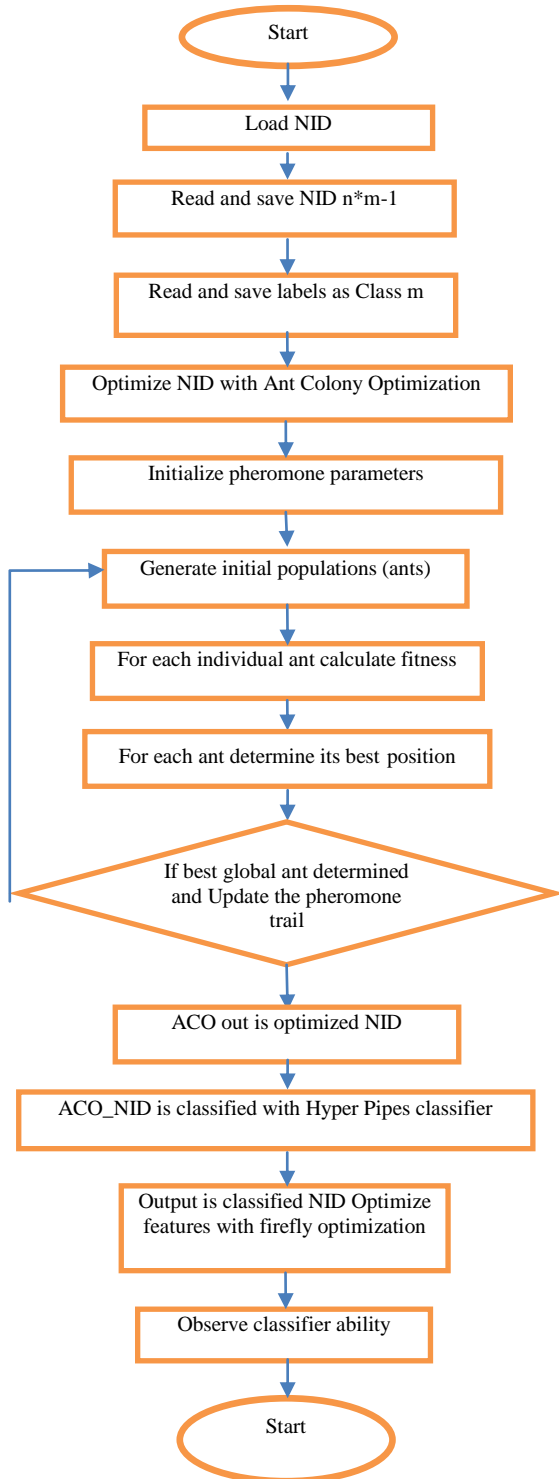 Start
Load NID
Read and save NID n*m-1
Read and save labels as Class m
Optimize NID with Ant Colony Optimization
Initialize pheromone parameters
Generate initial populations (ants)
For each individual ant calculate fitness
For each ant determine its best position
If best global ant determined
and Update the pheromone
trail
ACO out is optimized NID
ACO_NID is classified with Hyper Pipes classifier
Output is classified NID Optimize
features with firefly optimization
Observe classifier ability
Start